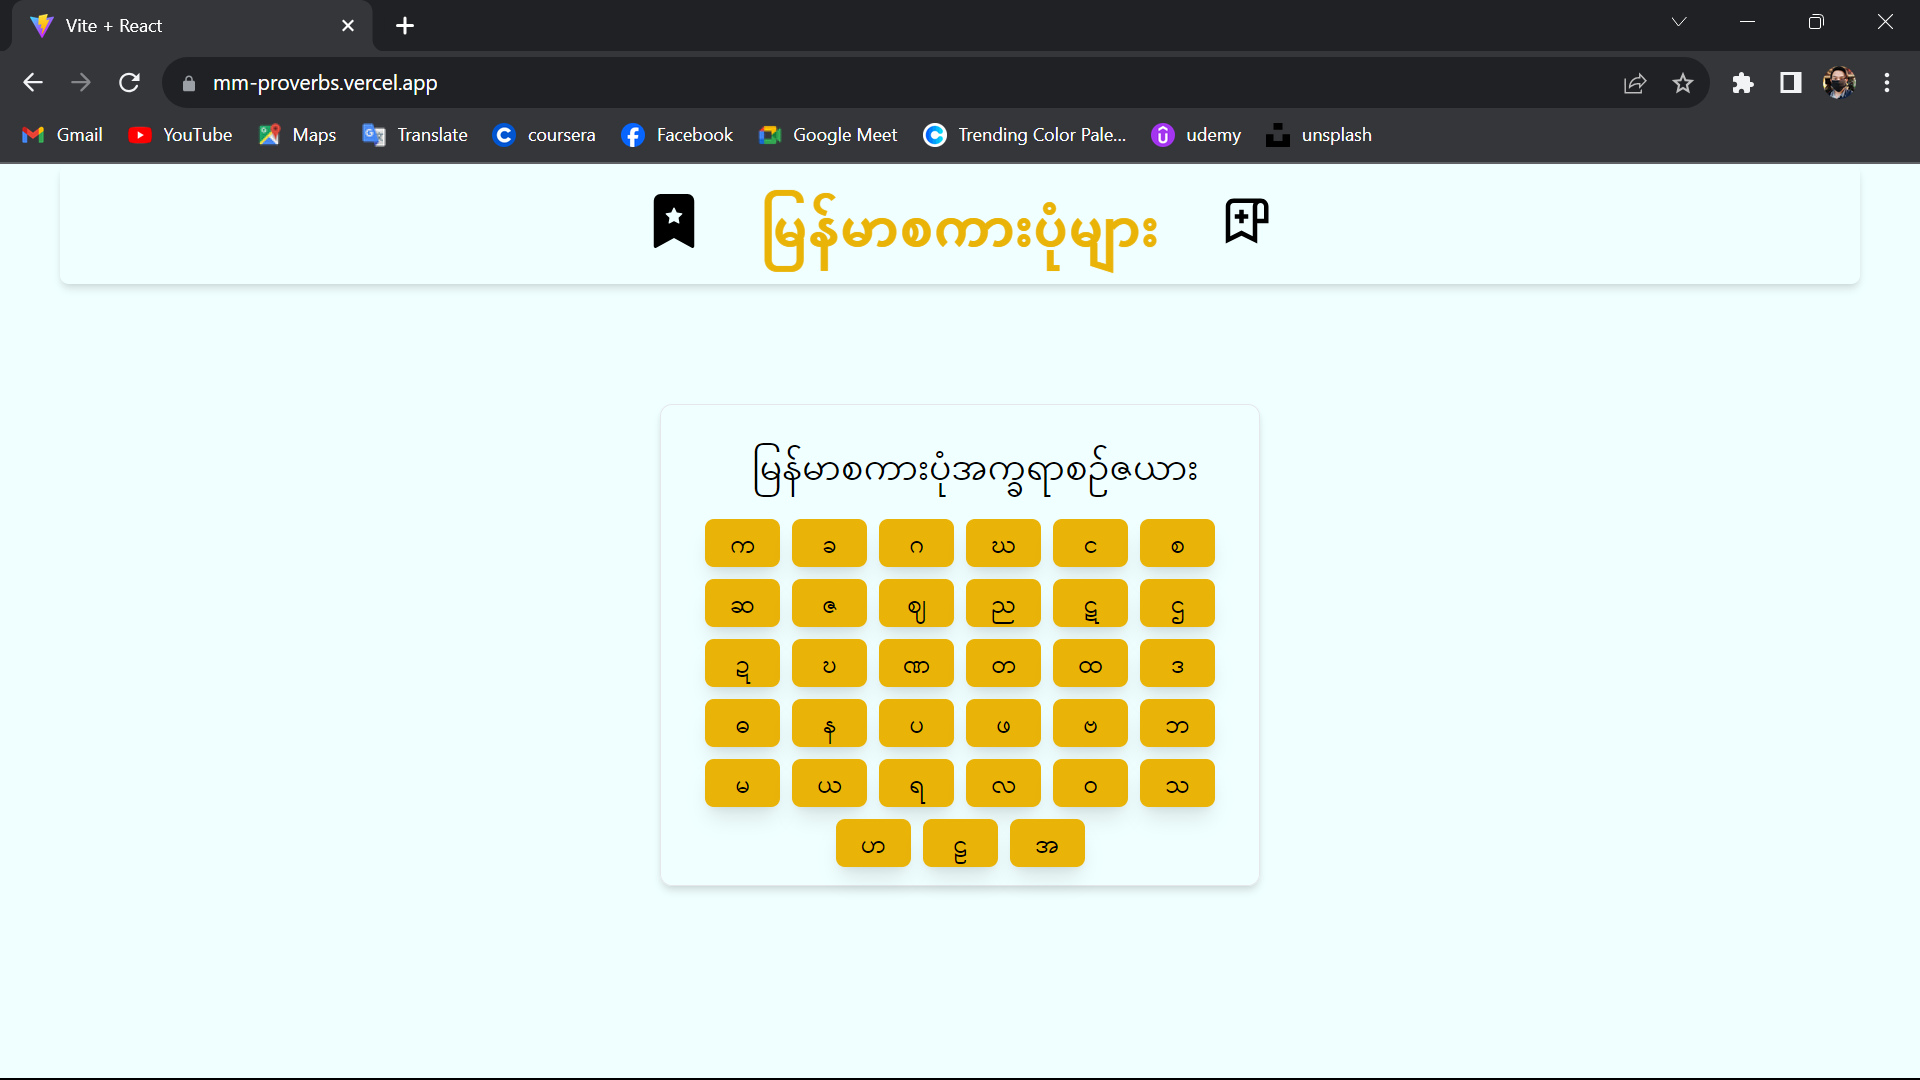 Vite + React
mm-proverbs.vercel.app
Gmail YouTube Maps Translate coursera Facebook Google Meet Trending Color Pale... udemy unsplash
မြန်မာစကားပုံများ
မြန်မာစကားပုံအက္ခရာစဉ်ဇယား
က ခ ဂ ဃ င စ
ဆ ဇ ဈ ည ဋ ဌ
ဍ ဎ ဏ တ ထ ဒ
ဓ န ပ ဖ ဗ ဘ
မ ယ ရ လ ဝ သ
ဟ ဠ အ